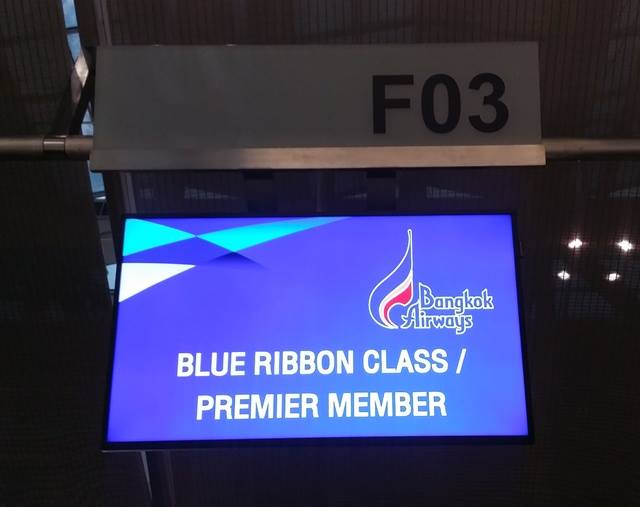 F03
Bangkok
Airways
BLUE RIBBON CLASS /
PREMIER MEMBER